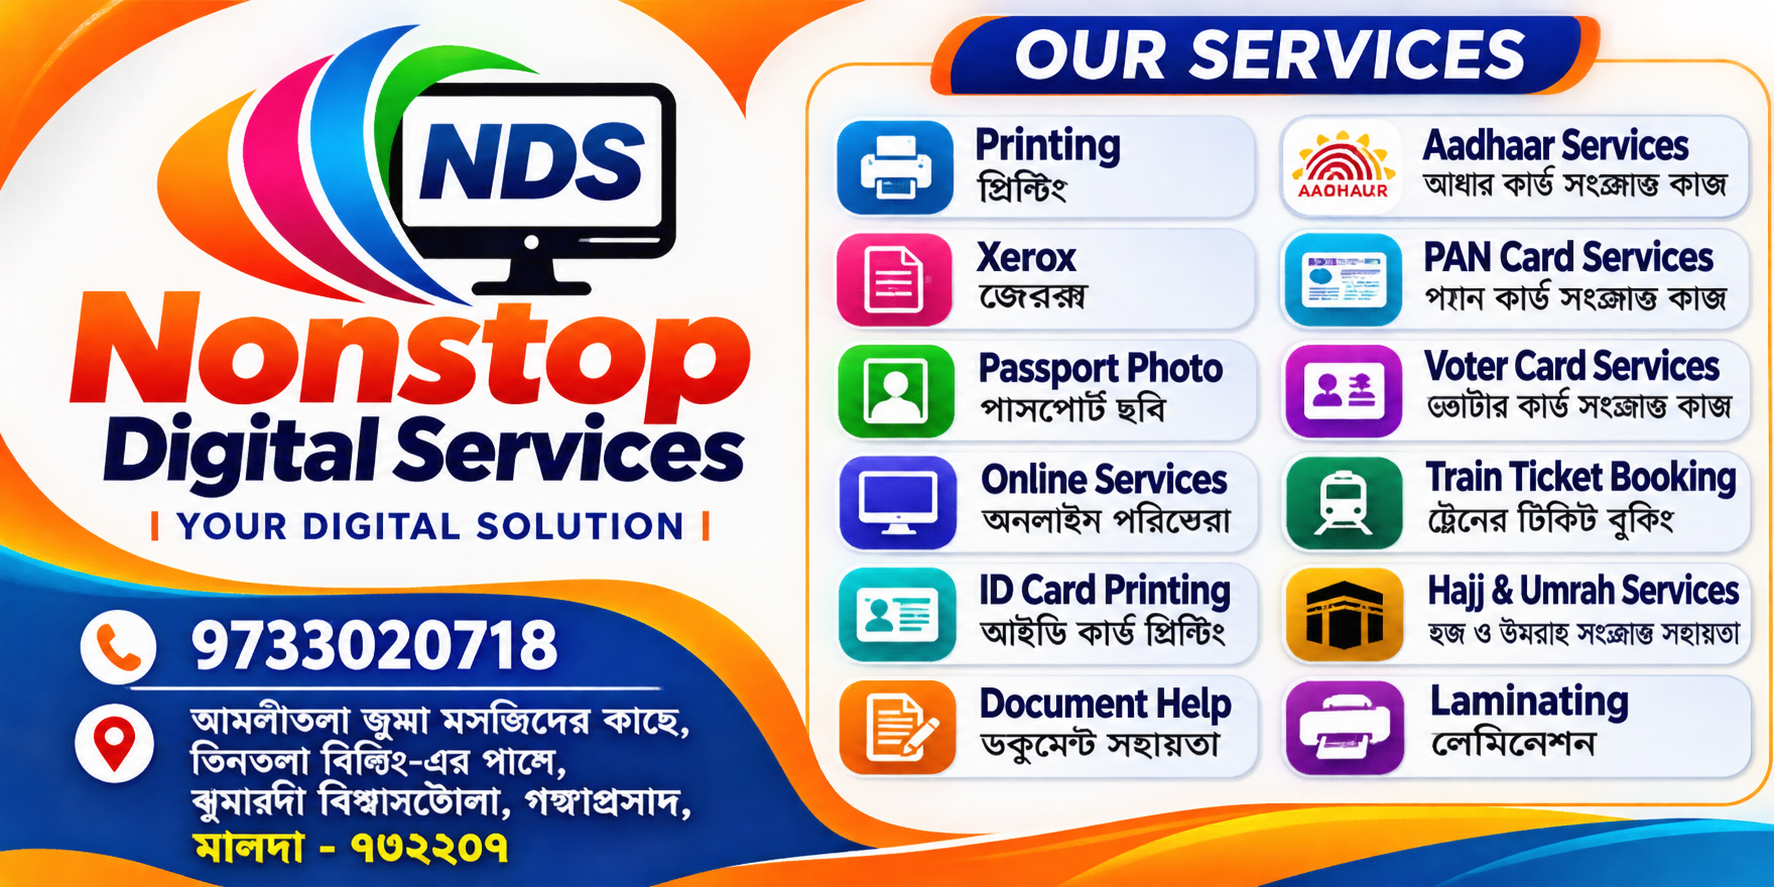 NDS
Nonstop
Digital Services
YOUR DIGITAL SOLUTION
9733020718
আমলীতলা জুম্মা মসজিদের কাছে,
তিনতলা বিল্ডিং-এর পাশে,
ঝুমারদী বিশ্বাসটোলা, গঙ্গাপ্রসাদ,
মালদা - ৭৩২২০৭
OUR SERVICES
Printing
প্রিন্টিং
Xerox
জেরক্স
Passport Photo
পাসপোর্ট ছবি
Online Services
অনলাইন পরিষেবা
ID Card Printing
আইডি কার্ড প্রিন্টিং
Document Help
ডকুমেন্ট সহায়তা
AADHAUR
Aadhaar Services
আধার কার্ড সংক্রান্ত কাজ
PAN Card Services
প্যান কার্ড সংক্রান্ত কাজ
Voter Card Services
ভোটার কার্ড সংক্রান্ত কাজ
Train Ticket Booking
ট্রেনের টিকিট বুকিং
Hajj & Umrah Services
হজ ও উমরাহ সংক্রান্ত সহায়তা
Laminating
লেমিনেশন